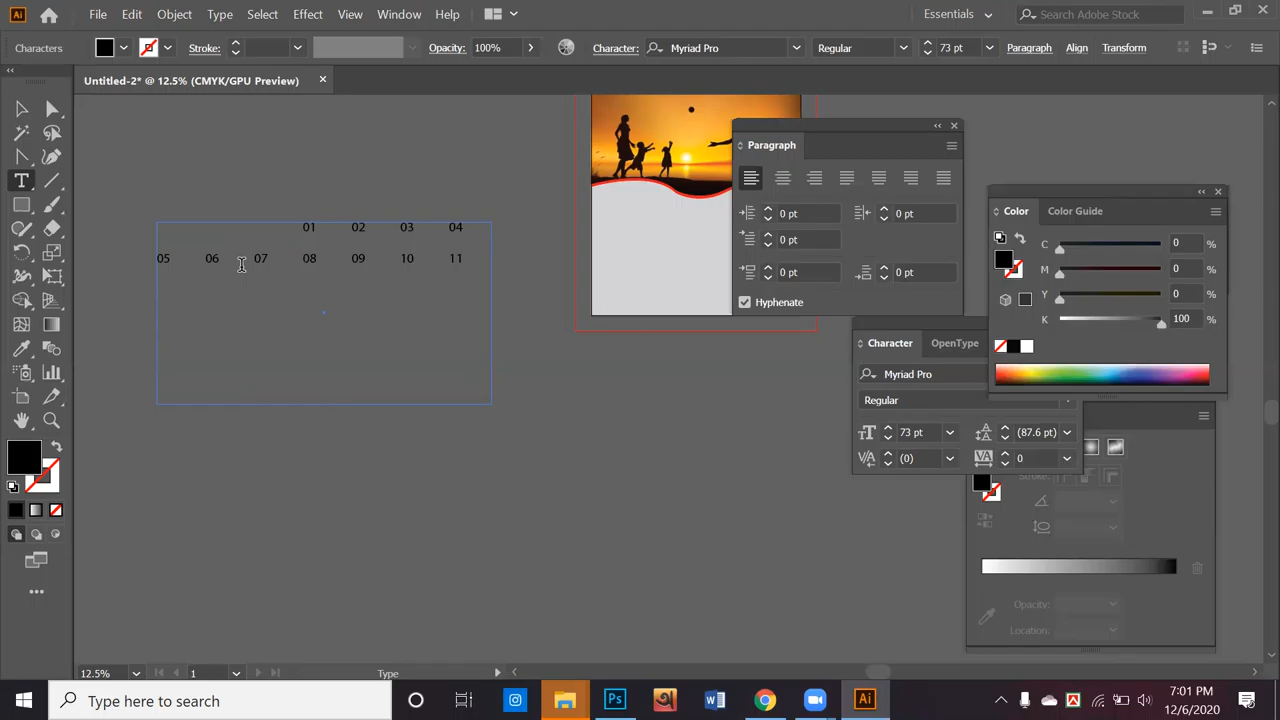 Ai File Edit Object Type Select Effect View Window Help Essentials Search Adobe Stock
Characters Stroke: Opacity: 100% Character: Myriad Pro Regular 73 pt Paragraph Align Transform
Untitled-2* @ 12.5% (CMYK/GPU Preview)
Paragraph
0 pt 0 pt
0 pt
0 pt 0 pt
Hyphenate
Color Color Guide
C 0 %
M 0 %
Y 0 %
K 100 %
01 02 03 04
05 06 07 08 09 10 11
Character OpenType
Myriad Pro
Regular
73 pt (87.6 pt)
(0) 0
Stroke:
Opacity:
Location:
12.5% 1 Type
Type here to search
Ps
Ai
7:01 PM
12/6/2020